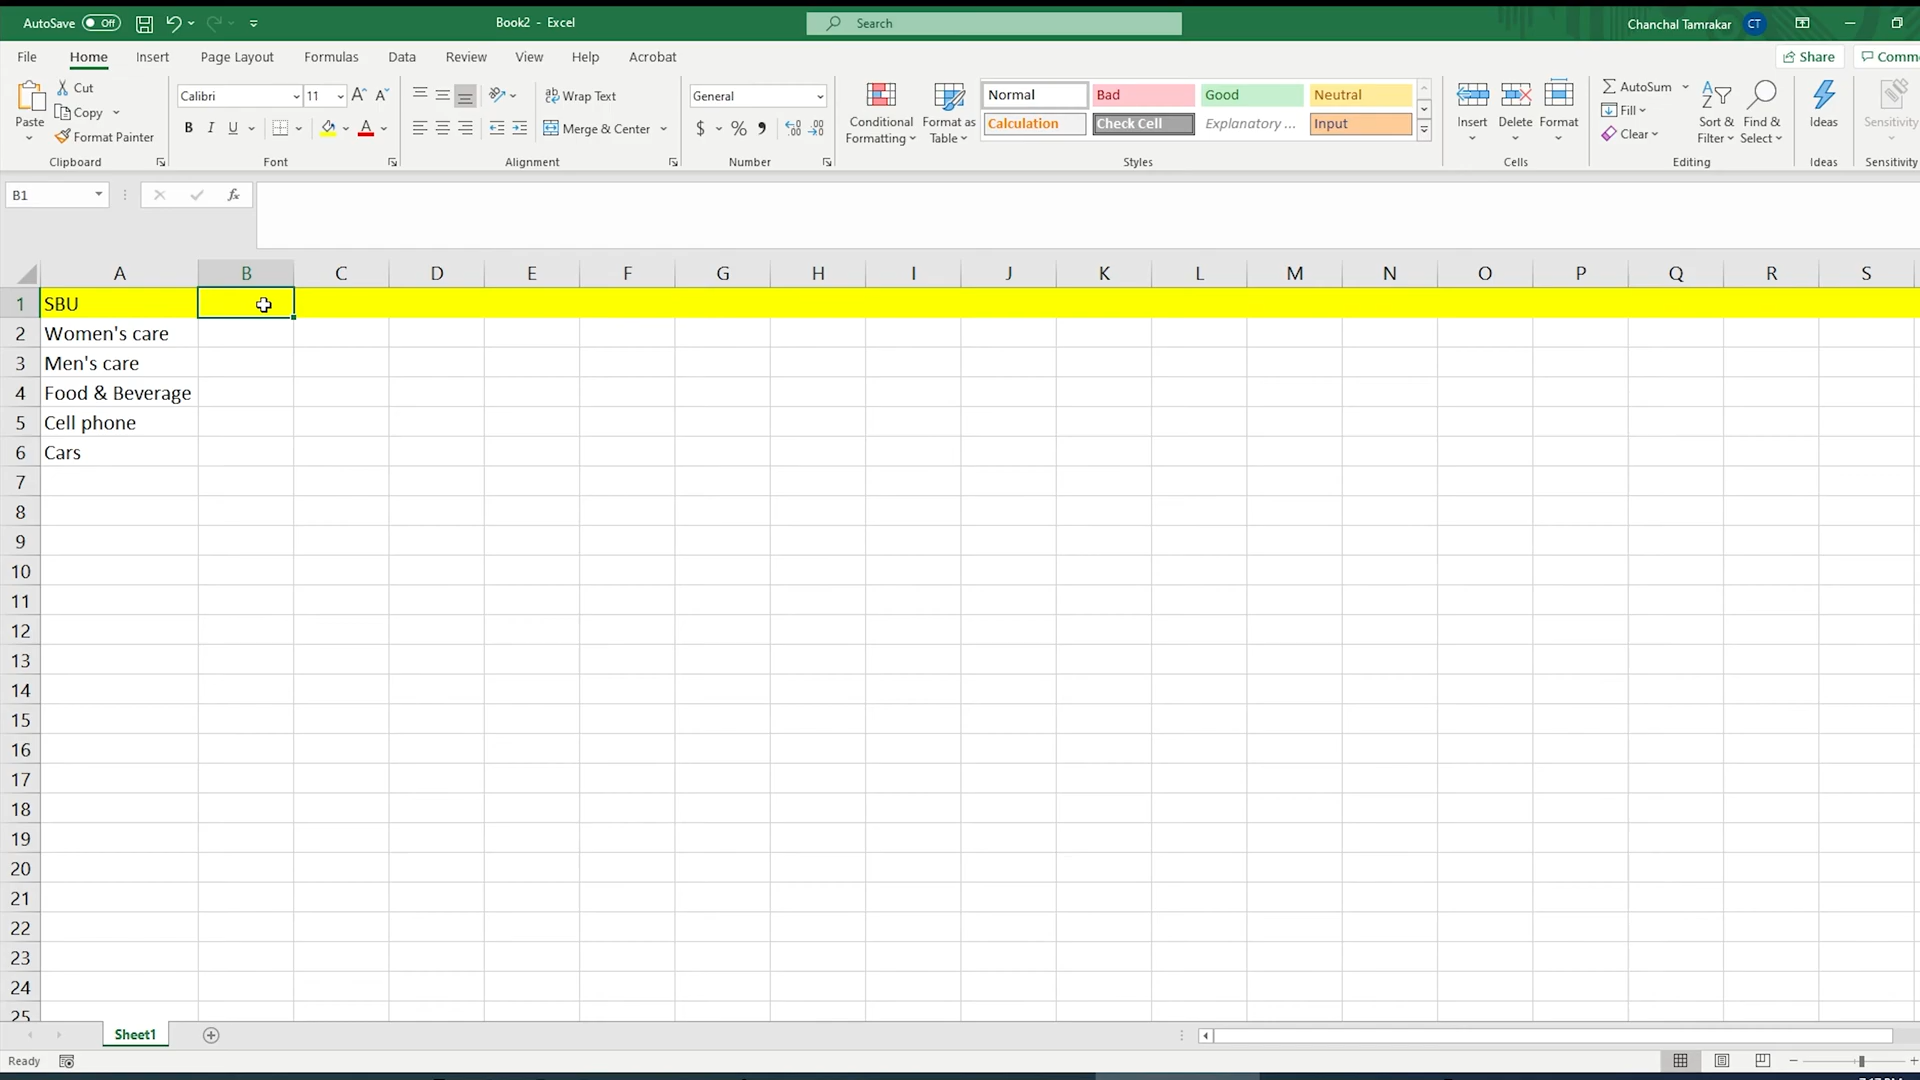 AutoSave Off Book2 - Excel Search Chanchal Tamrakar CT
File Home Insert Page Layout Formulas Data Review View Help Acrobat Share Comme
Paste Cut Copy Format Painter
Clipboard
Calibri 11 B I U
Font
Wrap Text Merge & Center
Alignment
General $ % , .00
Number
Conditional Formatting Format as Table
Normal Bad Good Neutral
Calculation Check Cell Explanatory ... Input
Styles
Insert Delete Format
Cells
AutoSum Fill Clear Sort & Filter Find & Select
Editing
Ideas
Ideas
Sensitivity
Sensitivity
B1 fx
A B C D E F G H I J K L M N O P Q R S
1 SBU
2 Women's care
3 Men's care
4 Food & Beverage
5 Cell phone
6 Cars
7
8
9
10
11
12
13
14
15
16
17
18
19
20
21
22
23
24
25
Sheet1
Ready